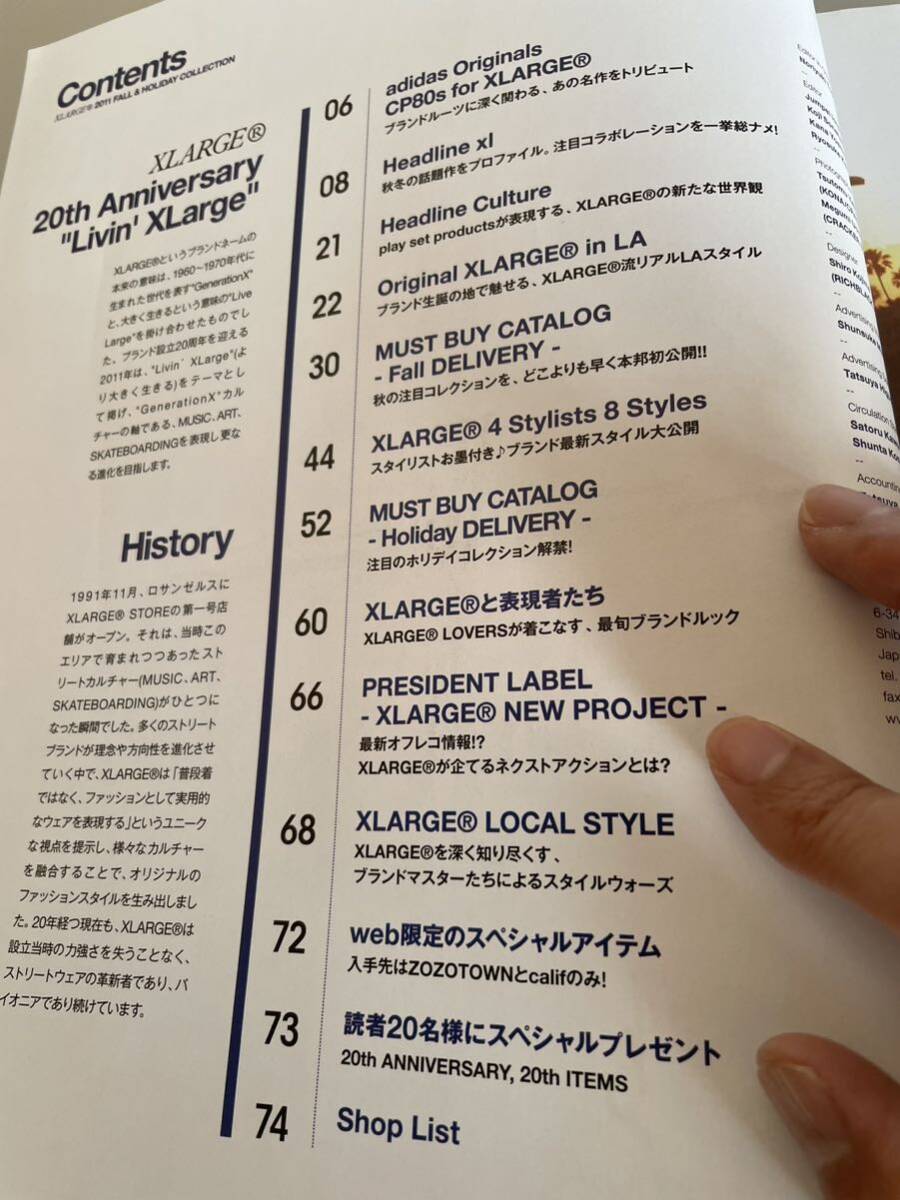 Contents
XLARGE® 2011 FALL & HOLIDAY COLLECTION
XLARGE®
20th Anniversary
"Livin' XLarge"
XLARGE®というブランドネームの
本来の意味は、1960〜1970年代に
生まれた世代を表す"GenerationX"
と、大きく生きるという意味の"Live
Large"を掛け合わせたものでし
た。ブランド設立20周年を迎える
2011年は、"Livin' XLarge"(よ
り大きく生きる)をテーマとし
て掲げ、"GenerationX"カル
チャーの軸である、MUSIC、ART、
SKATEBOARDINGを表現し更な
る進化を目指します。
History
1991年11月、ロサンゼルスに
XLARGE® STOREの第一号店
舗がオープン。それは、当時この
エリアで育まれつつあったスト
リートカルチャー(MUSIC、ART、
SKATEBOARDING)がひとつに
なった瞬間でした。多くのストリート
ブランドが理念や方向性を進化させ
ていく中で、XLARGE®は「普段着
ではなく、ファッションとして実用的
なウェアを表現する」というユニーク
な視点を提示し、様々なカルチャー
を融合することで、オリジナルの
ファッションスタイルを生み出しまし
た。20年経つ現在も、XLARGE®は
設立当時の力強さを失うことなく、
ストリートウェアの革新者であり、パ
イオニアであり続けています。
06
adidas Originals
CP80s for XLARGE®
ブランドルーツに深く関わる、あの名作をトリビュート
08
Headline xl
秋冬の話題作をプロファイル。注目コラボレーションを一挙総ナメ!
21
Headline Culture
play set productsが表現する、XLARGE®の新たな世界観
22
Original XLARGE® in LA
ブランド生誕の地で魅せる、XLARGE®流リアルLAスタイル
30
MUST BUY CATALOG
- Fall DELIVERY -
秋の注目コレクションを、どこよりも早く本邦初公開!!
44
XLARGE® 4 Stylists 8 Styles
スタイリストお墨付き♪ブランド最新スタイル大公開
52
MUST BUY CATALOG
- Holiday DELIVERY -
注目のホリデイコレクション解禁!
60
XLARGE®と表現者たち
XLARGE® LOVERSが着こなす、最旬ブランドルック
66
PRESIDENT LABEL
- XLARGE® NEW PROJECT -
最新オフレコ情報!?
XLARGE®が企てるネクストアクションとは?
68
XLARGE® LOCAL STYLE
XLARGE®を深く知り尽くす、
ブランドマスターたちによるスタイルウォーズ
72
web限定のスペシャルアイテム
入手先はZOZOTOWNとcalifのみ!
73
読者20名様にスペシャルプレゼント
20th ANNIVERSARY, 20th ITEMS
74
Shop List
Editor
--
Koji
Ryosuke
--
Tsutomu
(KONA
(CRACKER
--
Designer
Shiro
(RICHBLA
--
Advertising
Shunsuke
--
Advertising
Tatsuya
--
Circulation
Satoru
Shunta
--
Accounting
6-34
Shib
Jap
tel.
fax